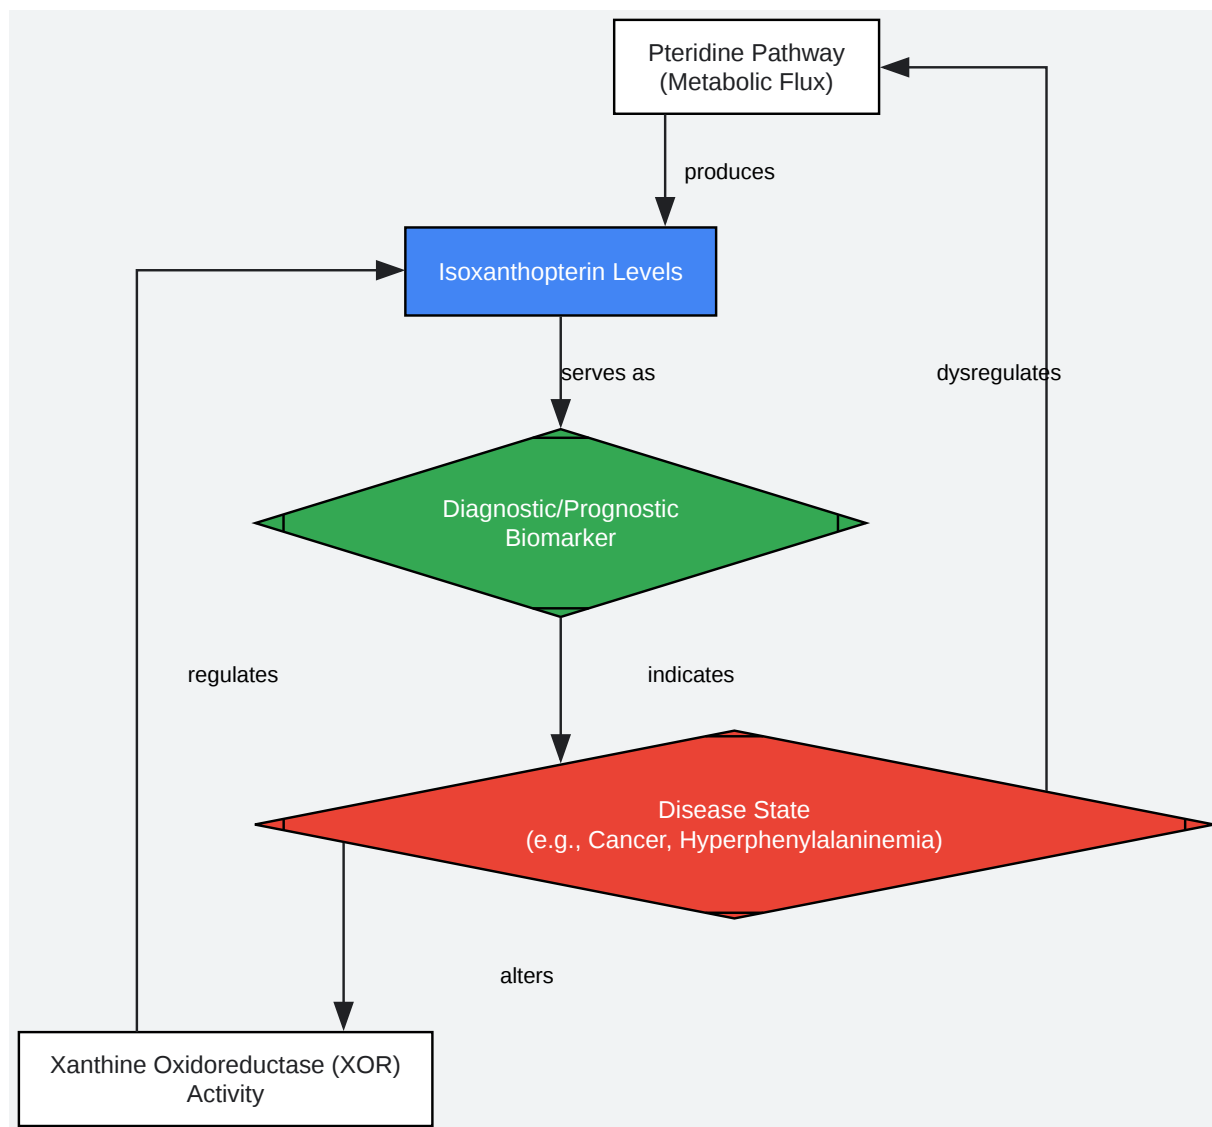 Pteridine Pathway
(Metabolic Flux)
produces
Isoxanthopterin Levels
serves as
dysregulates
Diagnostic/Prognostic
Biomarker
regulates
indicates
Disease State
(e.g., Cancer, Hyperphenylalaninemia)
alters
Xanthine Oxidoreductase (XOR)
Activity